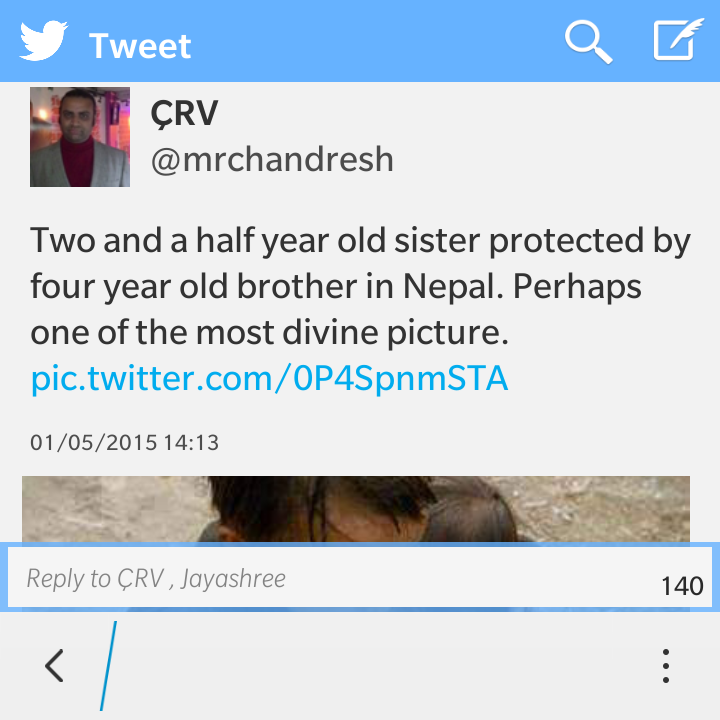 Tweet
ÇRV
@mrchandresh
Two and a half year old sister protected by
four year old brother in Nepal. Perhaps
one of the most divine picture.
pic.twitter.com/0P4SpnmSTA
01/05/2015 14:13
Reply to ÇRV , Jayashree
140